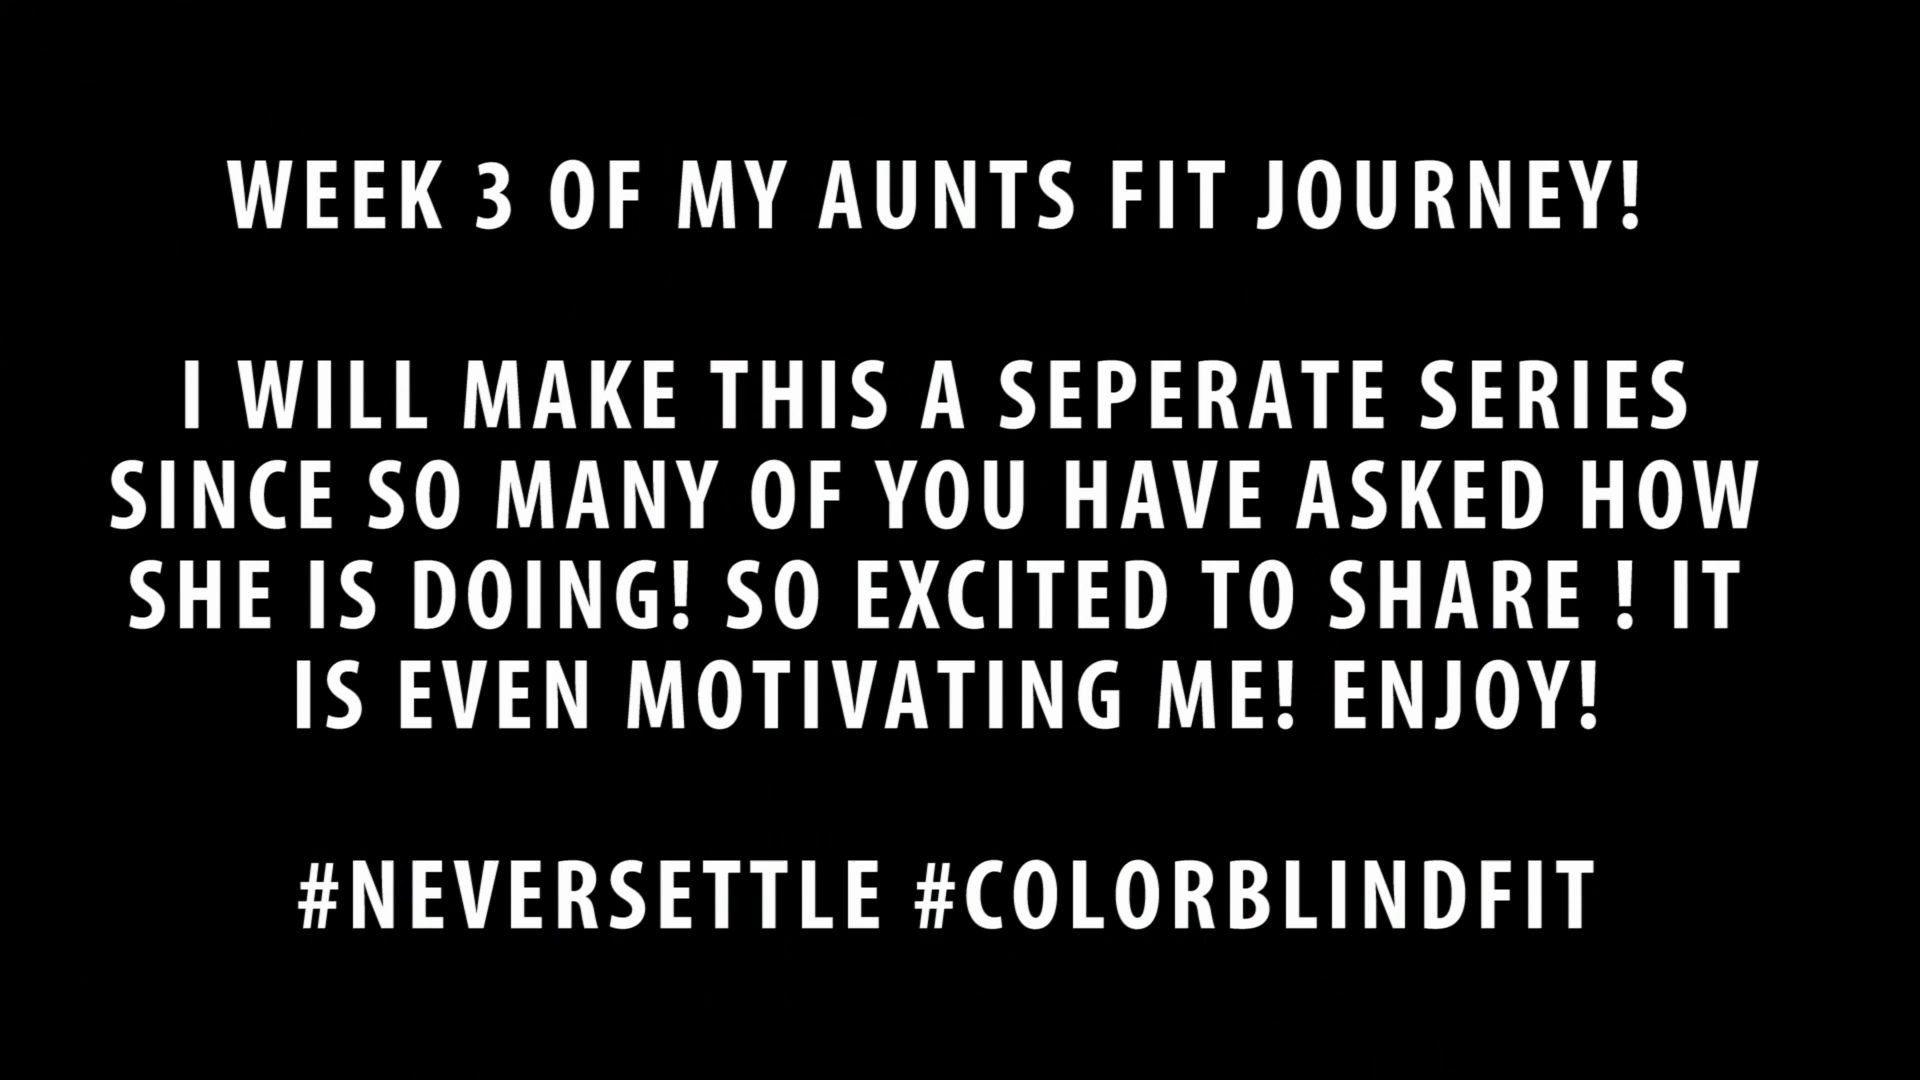 WEEK 3 OF MY AUNTS FIT JOURNEY!
I WILL MAKE THIS A SEPERATE SERIES
SINCE SO MANY OF YOU HAVE ASKED HOW
SHE IS DOING! SO EXCITED TO SHARE ! IT
IS EVEN MOTIVATING ME! ENJOY!
#NEVERSETTLE #COLORBLINDFIT